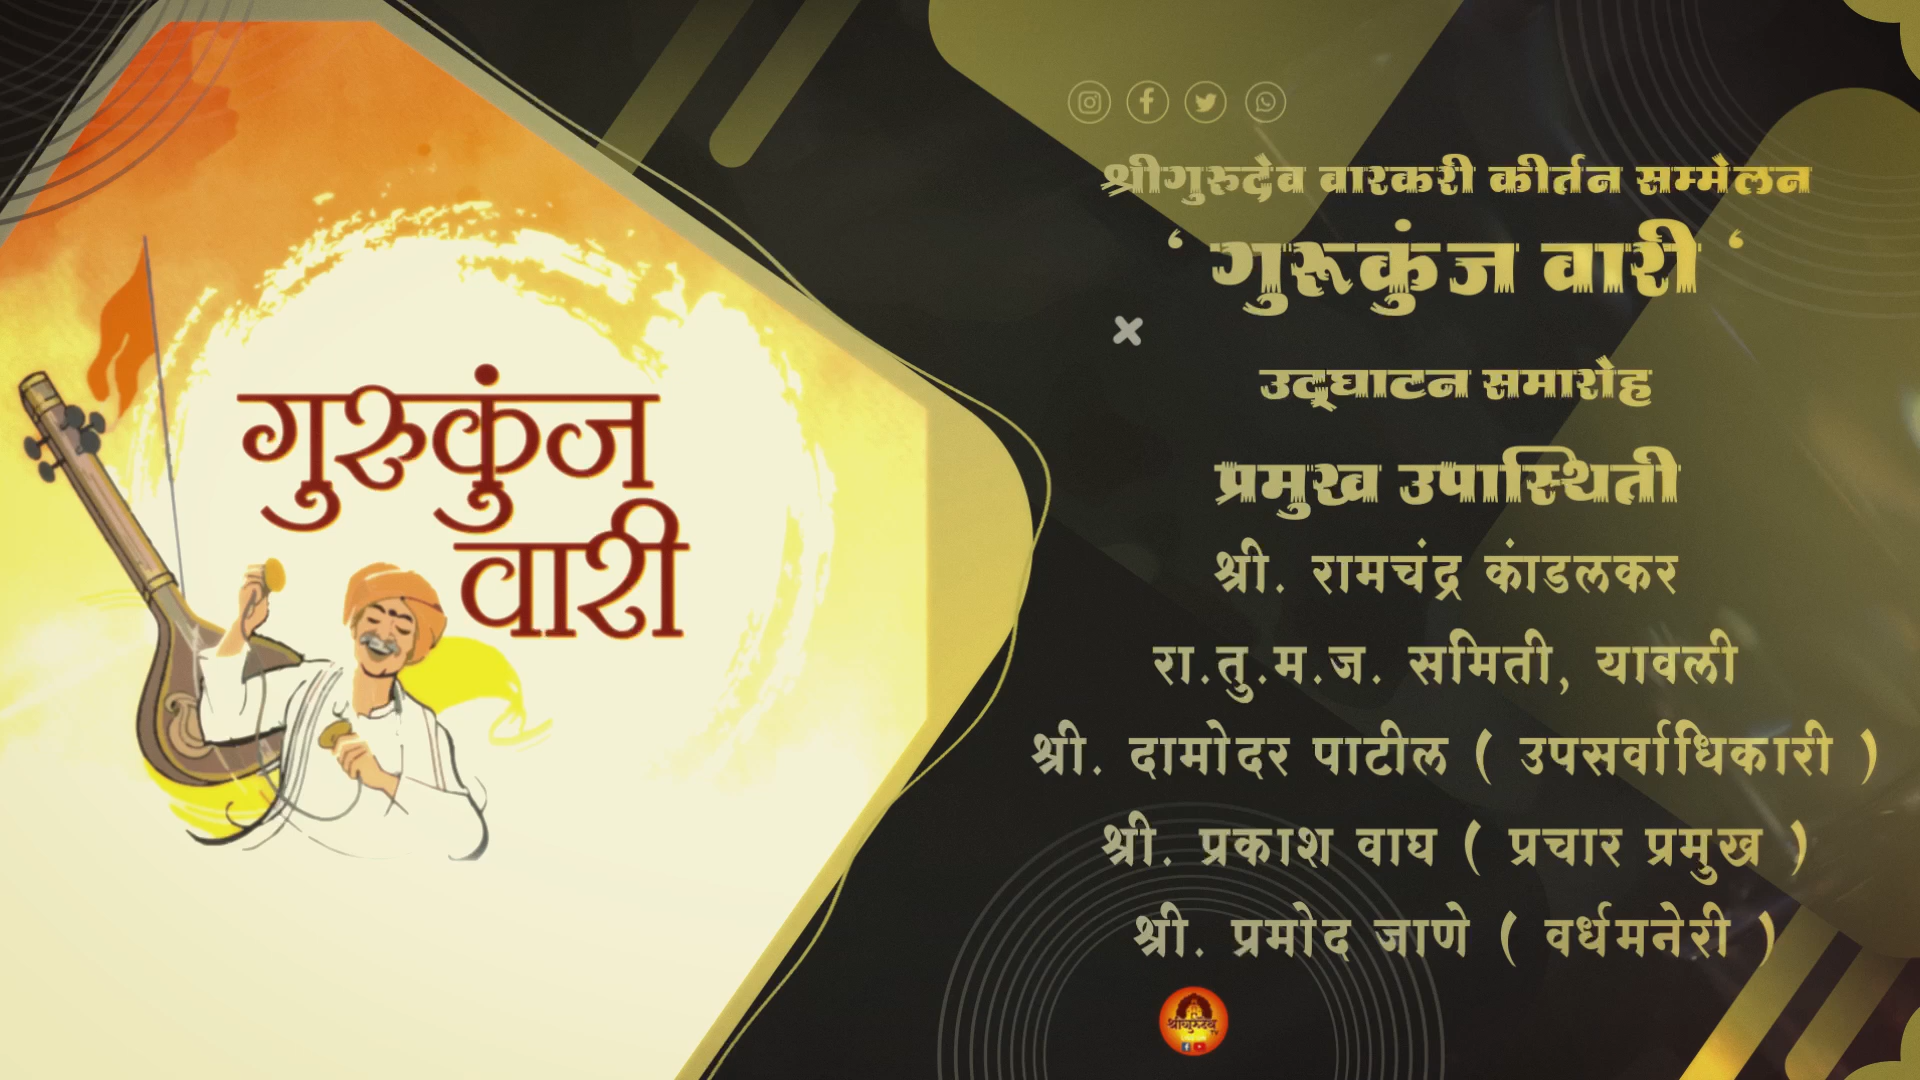 गुरुकुंज
वारी
श्रीगुरुदेव वारकरी कीर्तन सम्मेलन
‘ गुरूकुंज वारी ‘
उद्घाटन समारोह
प्रमुख उपास्थिती
श्री. रामचंद्र कांडलकर
रा.तु.म.ज. समिती, यावली
श्री. दामोदर पाटील ( उपसर्वाधिकारी )
श्री. प्रकाश वाघ ( प्रचार प्रमुख )
श्री. प्रमोद जाणे ( वर्धमनेरी )
श्रीगुरुदेव
TV